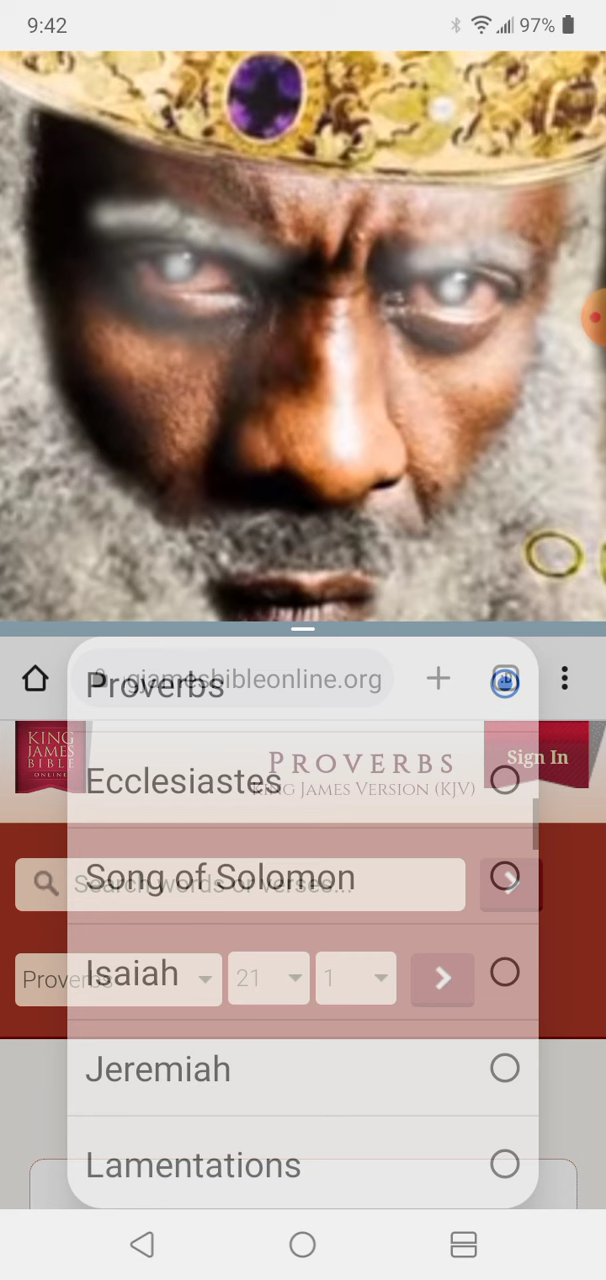 9:42
97%
Proverbs
gjamesbibleonline.org
KING
JAMES
BIBLE
ONLINE
PROVERBS
KING JAMES VERSION (KJV)
Sign In
Ecclesiastes
Search words or verses...
Song of Solomon
Proverbs
21
1
Isaiah
Jeremiah
Lamentations